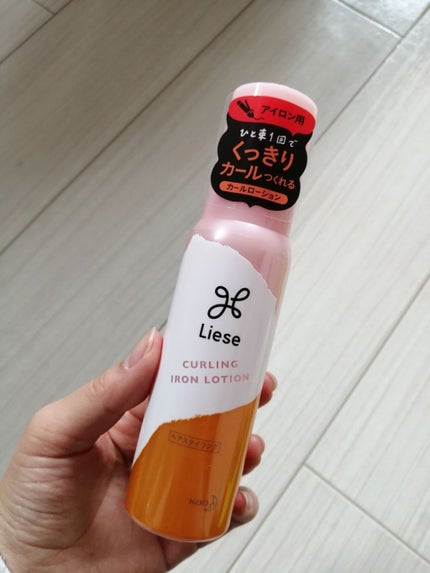 アイロン用
ひと束1回で
くっきり
カールつくれる
カールローション
Liese
CURLING
IRON LOTION
ヘアスタイリング
Kao